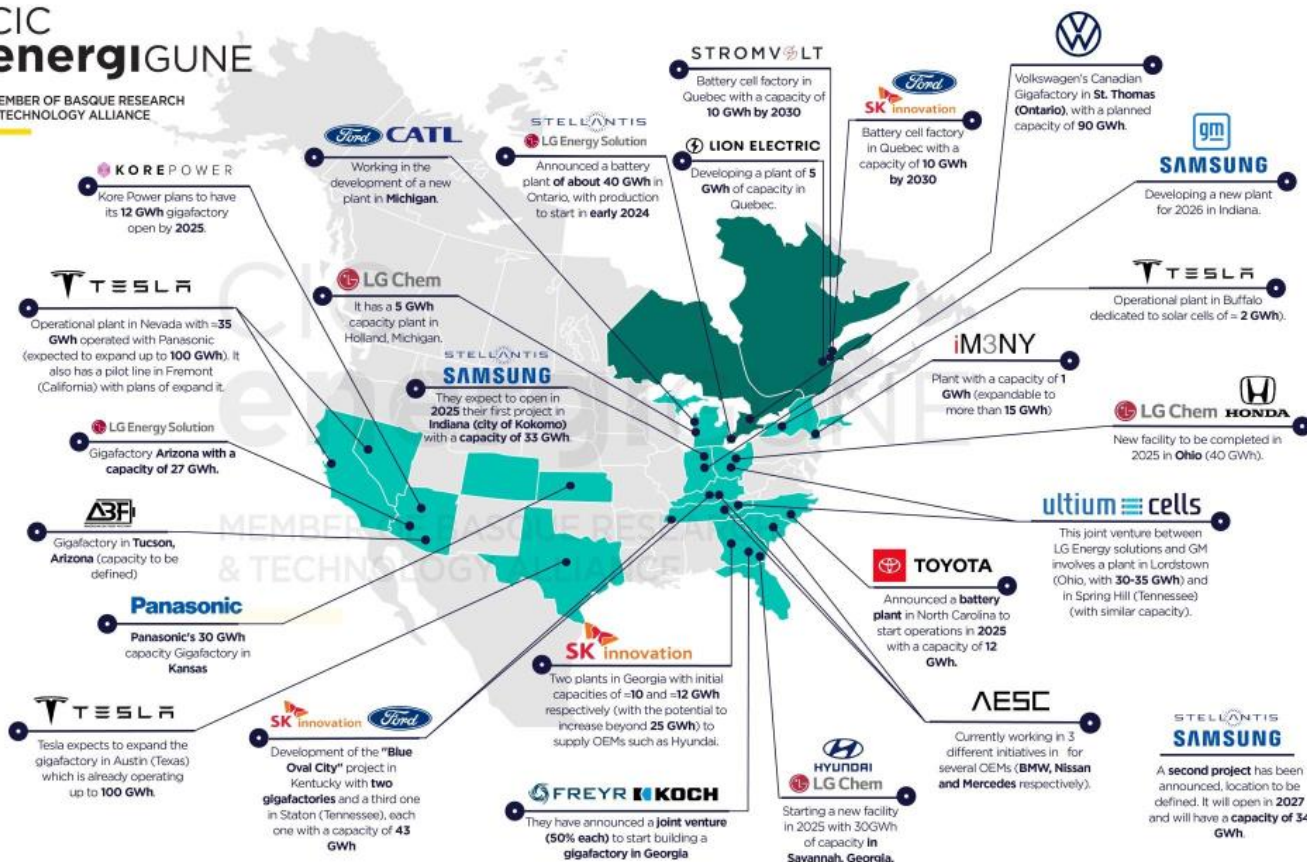 CIC
energiGUNE
MEMBER OF BASQUE RESEARCH
& TECHNOLOGY ALLIANCE
KOREPOWER
Kore Power plans to have
its 12 GWh gigafactory
open by 2025.
TESLA
Operational plant in Nevada with ≈35
GWh operated with Panasonic
(expected to expand up to 100 GWh). It
also has a pilot line in Fremont
(California) with plans of expand it.
LG Energy Solution
Gigafactory Arizona with a
capacity of 27 GWh.
ABF
Gigafactory in Tucson,
Arizona (capacity to be
defined)
Panasonic
Panasonic's 30 GWh
capacity Gigafactory in
Kansas
TESLA
Tesla expects to expand the
gigafactory in Austin (Texas)
which is already operating
up to 100 GWh.
Ford CATL
Working in the
development of a new
plant in Michigan.
LG Chem
It has a 5 GWh
capacity plant in
Holland, Michigan.
STELLANTIS
SAMSUNG
They expect to open in
2025 their first project in
Indiana (city of Kokomo)
with a capacity of 33 GWh.
STELLANTIS
LG Energy Solution
Announced a battery
plant of about 40 GWh in
Ontario, with production
to start in early 2024
STROMVOLT
Battery cell factory in
Quebec with a capacity of
10 GWh by 2030
LION ELECTRIC
Developing a plant of 5
GWh of capacity in
Quebec.
Ford
SK innovation
Battery cell factory
in Quebec with a
capacity of 10 GWh
by 2030
Volkswagen's Canadian
Gigafactory in St. Thomas
(Ontario), with a planned
capacity of 90 GWh.
gm
SAMSUNG
Developing a new plant
for 2026 in Indiana.
TESLA
Operational plant in Buffalo
dedicated to solar cells of ≈ 2 GWh).
iM3NY
Plant with a capacity of 1
GWh (expandable to
more than 15 GWh)
LG Chem HONDA
New facility to be completed in
2025 in Ohio (40 GWh).
ultium cells
This joint venture between
LG Energy solutions and GM
involves a plant in Lordstown
(Ohio, with 30-35 GWh) and
in Spring Hill (Tennessee)
(with similar capacity).
TOYOTA
Announced a battery
plant in North Carolina to
start operations in 2025
with a capacity of 12
GWh.
SK innovation
Two plants in Georgia with initial
capacities of ≈10 and ≈12 GWh
respectively (with the potential to
increase beyond 25 GWh) to
supply OEMs such as Hyundai.
SK innovation Ford
Development of the "Blue
Oval City" project in
Kentucky with two
gigafactories and a third one
in Staton (Tennessee), each
one with a capacity of 43
GWh
FREYR KOCH
They have announced a joint venture
(50% each) to start building a
gigafactory in Georgia
HYUNDAI
LG Chem
Starting a new facility
in 2025 with 30GWh
of capacity in
Savannah, Georgia.
AESC
Currently working in 3
different initiatives in for
several OEMs (BMW, Nissan
and Mercedes respectively).
STELLANTIS
SAMSUNG
A second project has been
announced, location to be
defined. It will open in 2027
and will have a capacity of 34
GWh.
CIC
energiGUNE
MEMBER OF BASQUE RESEARCH
& TECHNOLOGY ALLIANCE